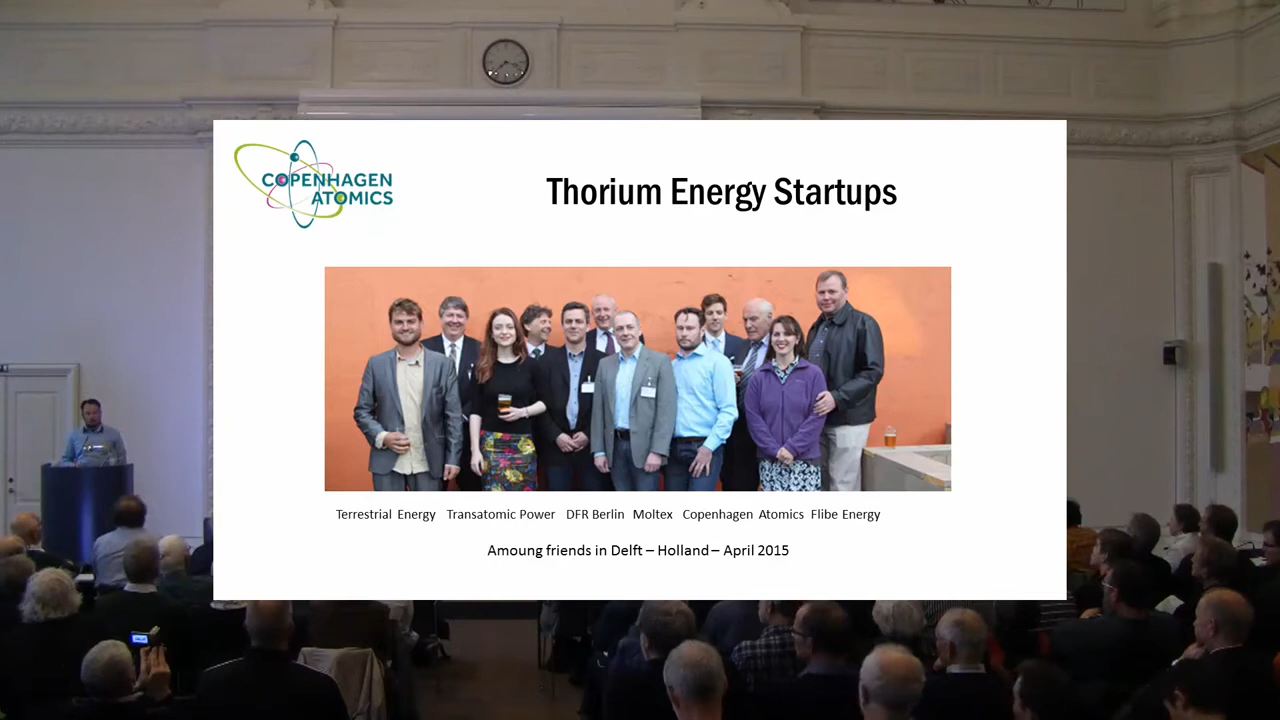 COPENHAGEN
ATOMICS
Thorium Energy Startups
Terrestrial Energy Transatomic Power DFR Berlin Moltex Copenhagen Atomics Flibe Energy
Amoung friends in Delft – Holland – April 2015